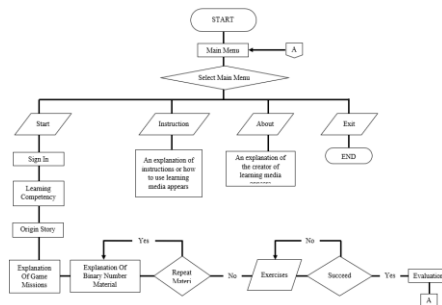 START
Main Menu
A
Select Main Menu
Start
Instruction
About
Exit
Sign In
An explanation of
instructions or how
to use learning
media appears
An explanation of
the creator of
learning media
END
Learning
Competency
Origin Story
Yes
No
Explanation
Of Game
Missions
Explanation Of
Binary Number
Material
Repeat
Materi
No
Exercises
Succeed
Yes
Evaluation
A